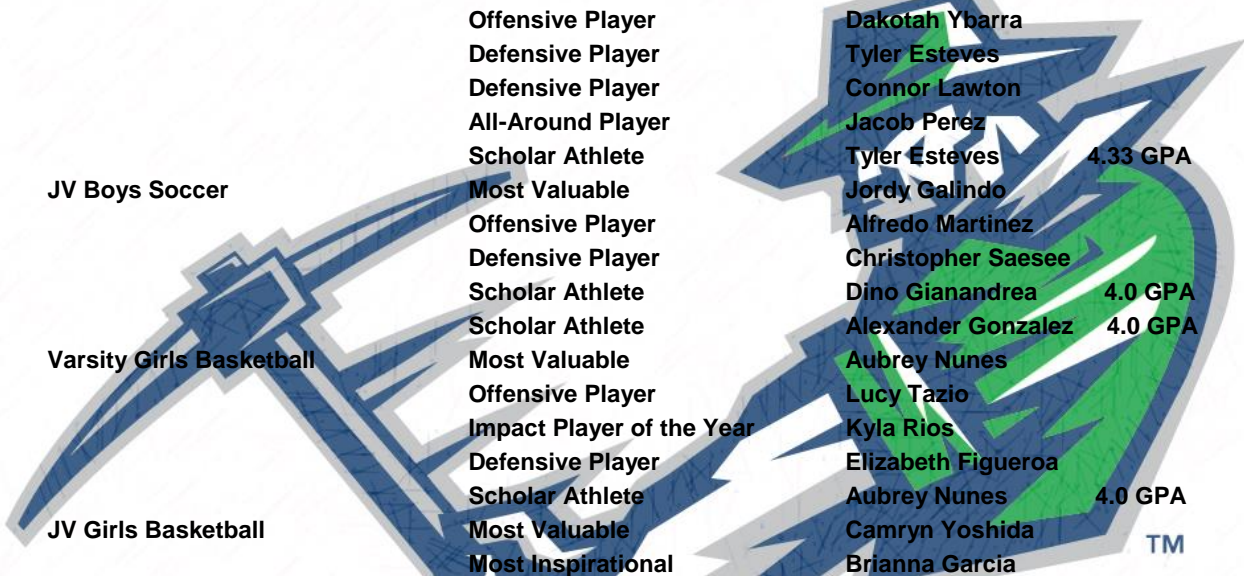 Offensive Player Dakotah Ybarra
Defensive Player Tyler Esteves
Defensive Player Connor Lawton
All-Around Player Jacob Perez
Scholar Athlete Tyler Esteves 4.33 GPA
JV Boys Soccer Most Valuable Jordy Galindo
Offensive Player Alfredo Martinez
Defensive Player Christopher Saesee
Scholar Athlete Dino Gianandrea 4.0 GPA
Scholar Athlete Alexander Gonzalez 4.0 GPA
Varsity Girls Basketball Most Valuable Aubrey Nunes
Offensive Player Lucy Tazio
Impact Player of the Year Kyla Rios
Defensive Player Elizabeth Figueroa
Scholar Athlete Aubrey Nunes 4.0 GPA
JV Girls Basketball Most Valuable Camryn Yoshida
TM
Most Inspirational Brianna Garcia